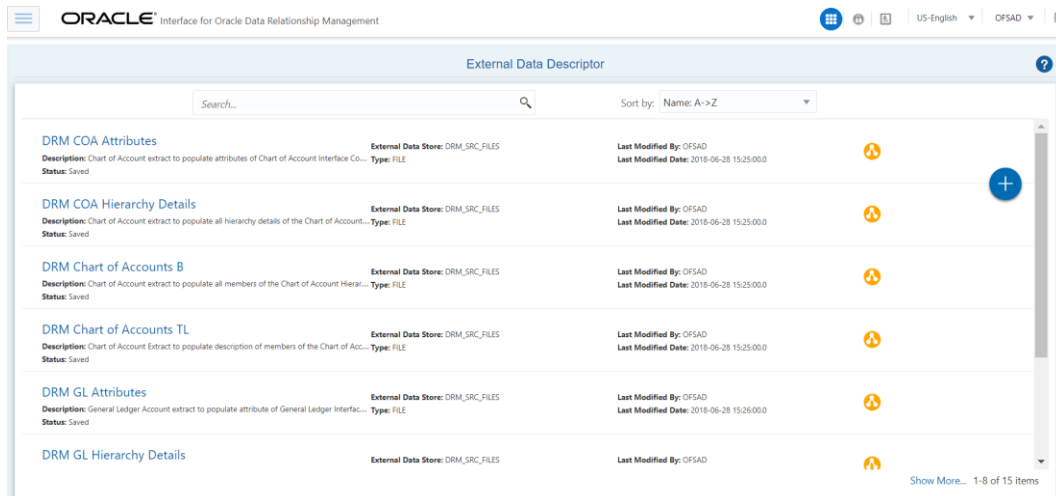 ORACLE® Interface for Oracle Data Relationship Management
US-English
OFSAD
External Data Descriptor
?
Search...
Sort by: Name: A->Z
DRM COA Attributes
External Data Store: DRM_SRC_FILES
Last Modified By: OFSAD
Description: Chart of Account extract to populate attributes of Chart of Account Interface Co... Type: FILE
Last Modified Date: 2018-06-28 15:25:00.0
Status: Saved
DRM COA Hierarchy Details
External Data Store: DRM_SRC_FILES
Last Modified By: OFSAD
Description: Chart of Account extract to populate all hierarchy details of the Chart of Account... Type: FILE
Last Modified Date: 2018-06-28 15:25:00.0
Status: Saved
DRM Chart of Accounts B
External Data Store: DRM_SRC_FILES
Last Modified By: OFSAD
Description: Chart of Account extract to populate all members of the Chart of Account Hierar... Type: FILE
Last Modified Date: 2018-06-28 15:25:00.0
Status: Saved
DRM Chart of Accounts TL
External Data Store: DRM_SRC_FILES
Last Modified By: OFSAD
Description: Chart of Account Extract to populate description of members of the Chart of Acc... Type: FILE
Last Modified Date: 2018-06-28 15:25:00.0
Status: Saved
DRM GL Attributes
External Data Store: DRM_SRC_FILES
Last Modified By: OFSAD
Description: General Ledger Account extract to populate attribute of General Ledger Interfac... Type: FILE
Last Modified Date: 2018-06-28 15:26:00.0
Status: Saved
DRM GL Hierarchy Details
External Data Store: DRM_SRC_FILES
Last Modified By: OFSAD
Show More... 1-8 of 15 items